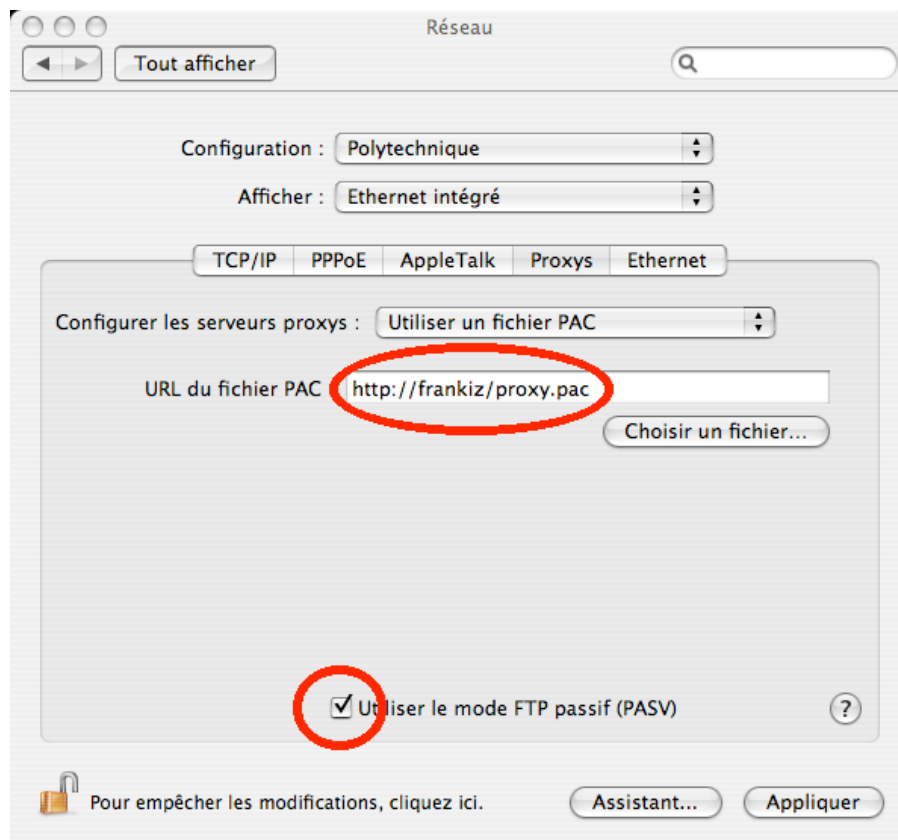 Réseau
Tout afficher
Configuration : Polytechnique
Afficher : Ethernet intégré
TCP/IP PPPoE AppleTalk Proxys Ethernet
Configurer les serveurs proxys : Utiliser un fichier PAC
URL du fichier PAC http://frankiz/proxy.pac
Choisir un fichier...
Utiliser le mode FTP passif (PASV) ?
Pour empêcher les modifications, cliquez ici. Assistant... Appliquer